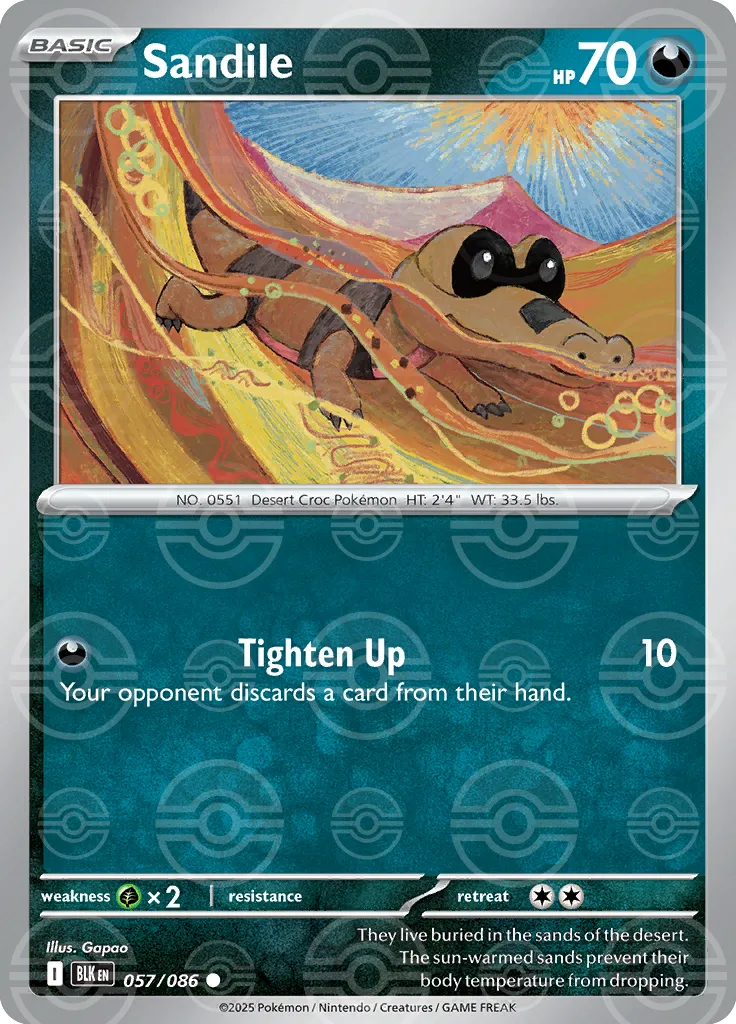 BASIC
Sandile
HP 70
NO. 0551 Desert Croc Pokémon HT: 2'4" WT: 33.5 lbs.
Tighten Up 10
Your opponent discards a card from their hand.
weakness ×2 resistance retreat
Illus. Gapao
They live buried in the sands of the desert.
The sun-warmed sands prevent their
body temperature from dropping.
I BLK EN 057/086
©2025 Pokémon / Nintendo / Creatures / GAME FREAK